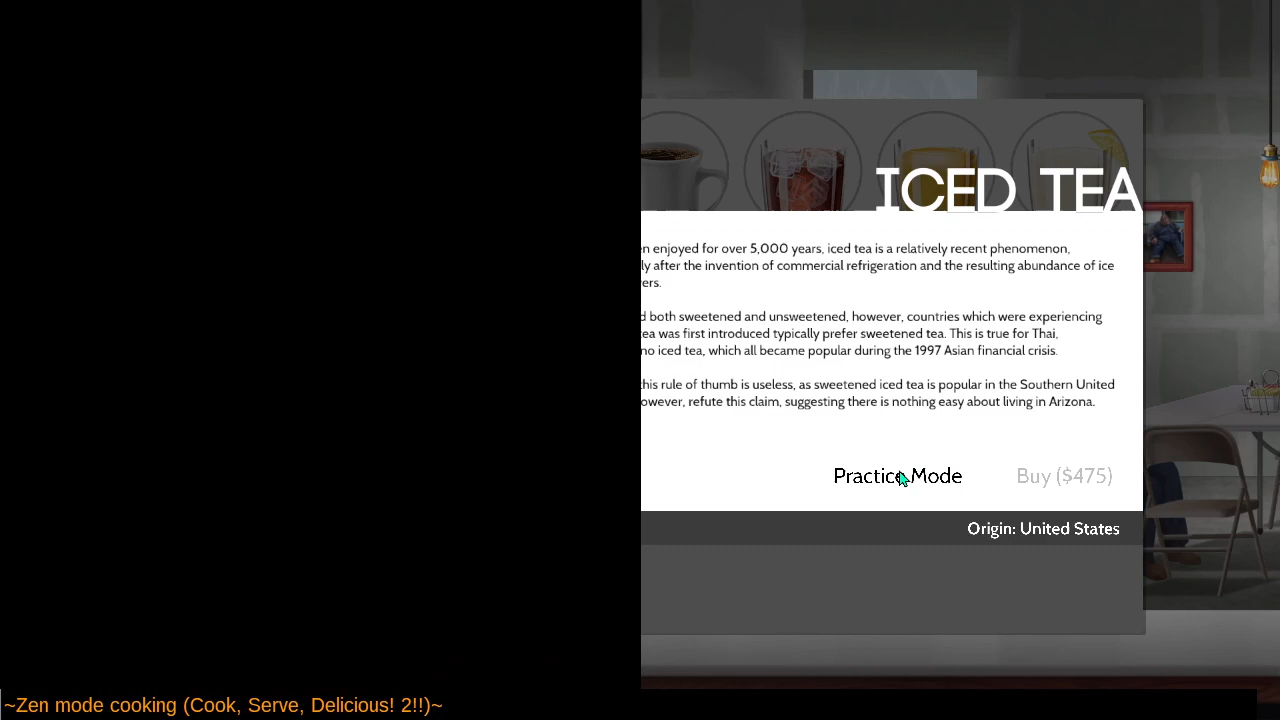 ICED TEA
n enjoyed for over 5,000 years, iced tea is a relatively recent phenomenon,
ly after the invention of commercial refrigeration and the resulting abundance of ice
ers.
d both sweetened and unsweetened, however, countries which were experiencing
tea was first introduced typically prefer sweetened tea. This is true for Thai,
no iced tea, which all became popular during the 1997 Asian financial crisis.
this rule of thumb is useless, as sweetened iced tea is popular in the Southern United
owever, refute this claim, suggesting there is nothing easy about living in Arizona.
Practice Mode
Buy ($475)
Origin: United States
~Zen mode cooking (Cook, Serve, Delicious! 2!!)~